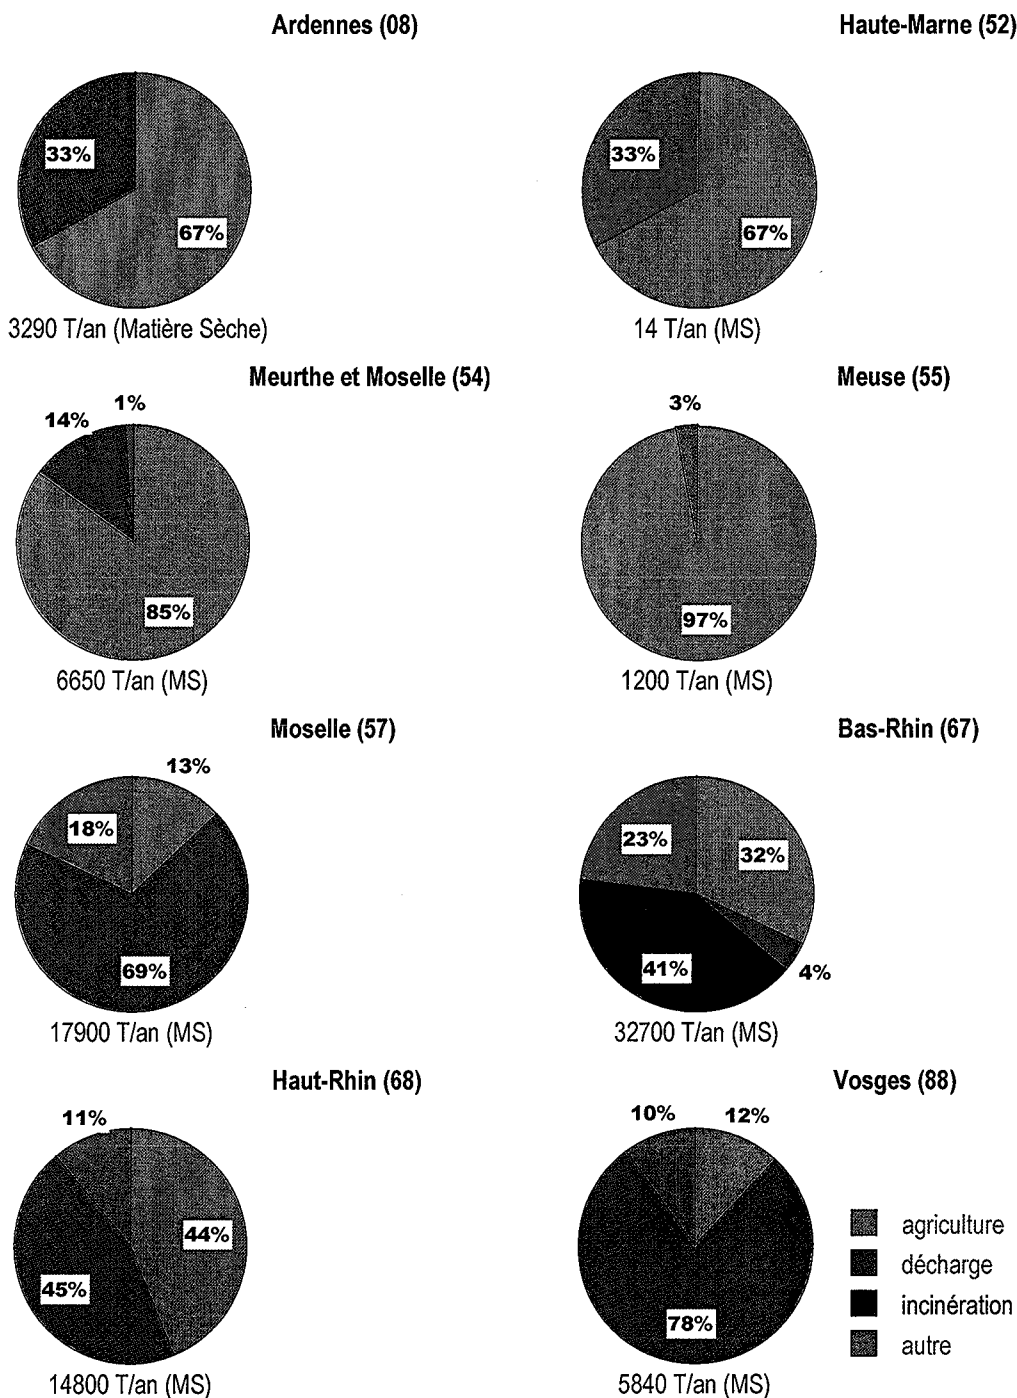 Ardennes (08)
33%
67%
3290 T/an (Matière Sèche)
Haute-Marne (52)
33%
67%
14 T/an (MS)
Meurthe et Moselle (54)
14%
1%
85%
6650 T/an (MS)
Meuse (55)
3%
97%
1200 T/an (MS)
Moselle (57)
13%
18%
69%
17900 T/an (MS)
Bas-Rhin (67)
23%
32%
41%
4%
32700 T/an (MS)
Haut-Rhin (68)
11%
44%
45%
14800 T/an (MS)
Vosges (88)
10%
12%
78%
5840 T/an (MS)
agriculture
décharge
incinération
autre